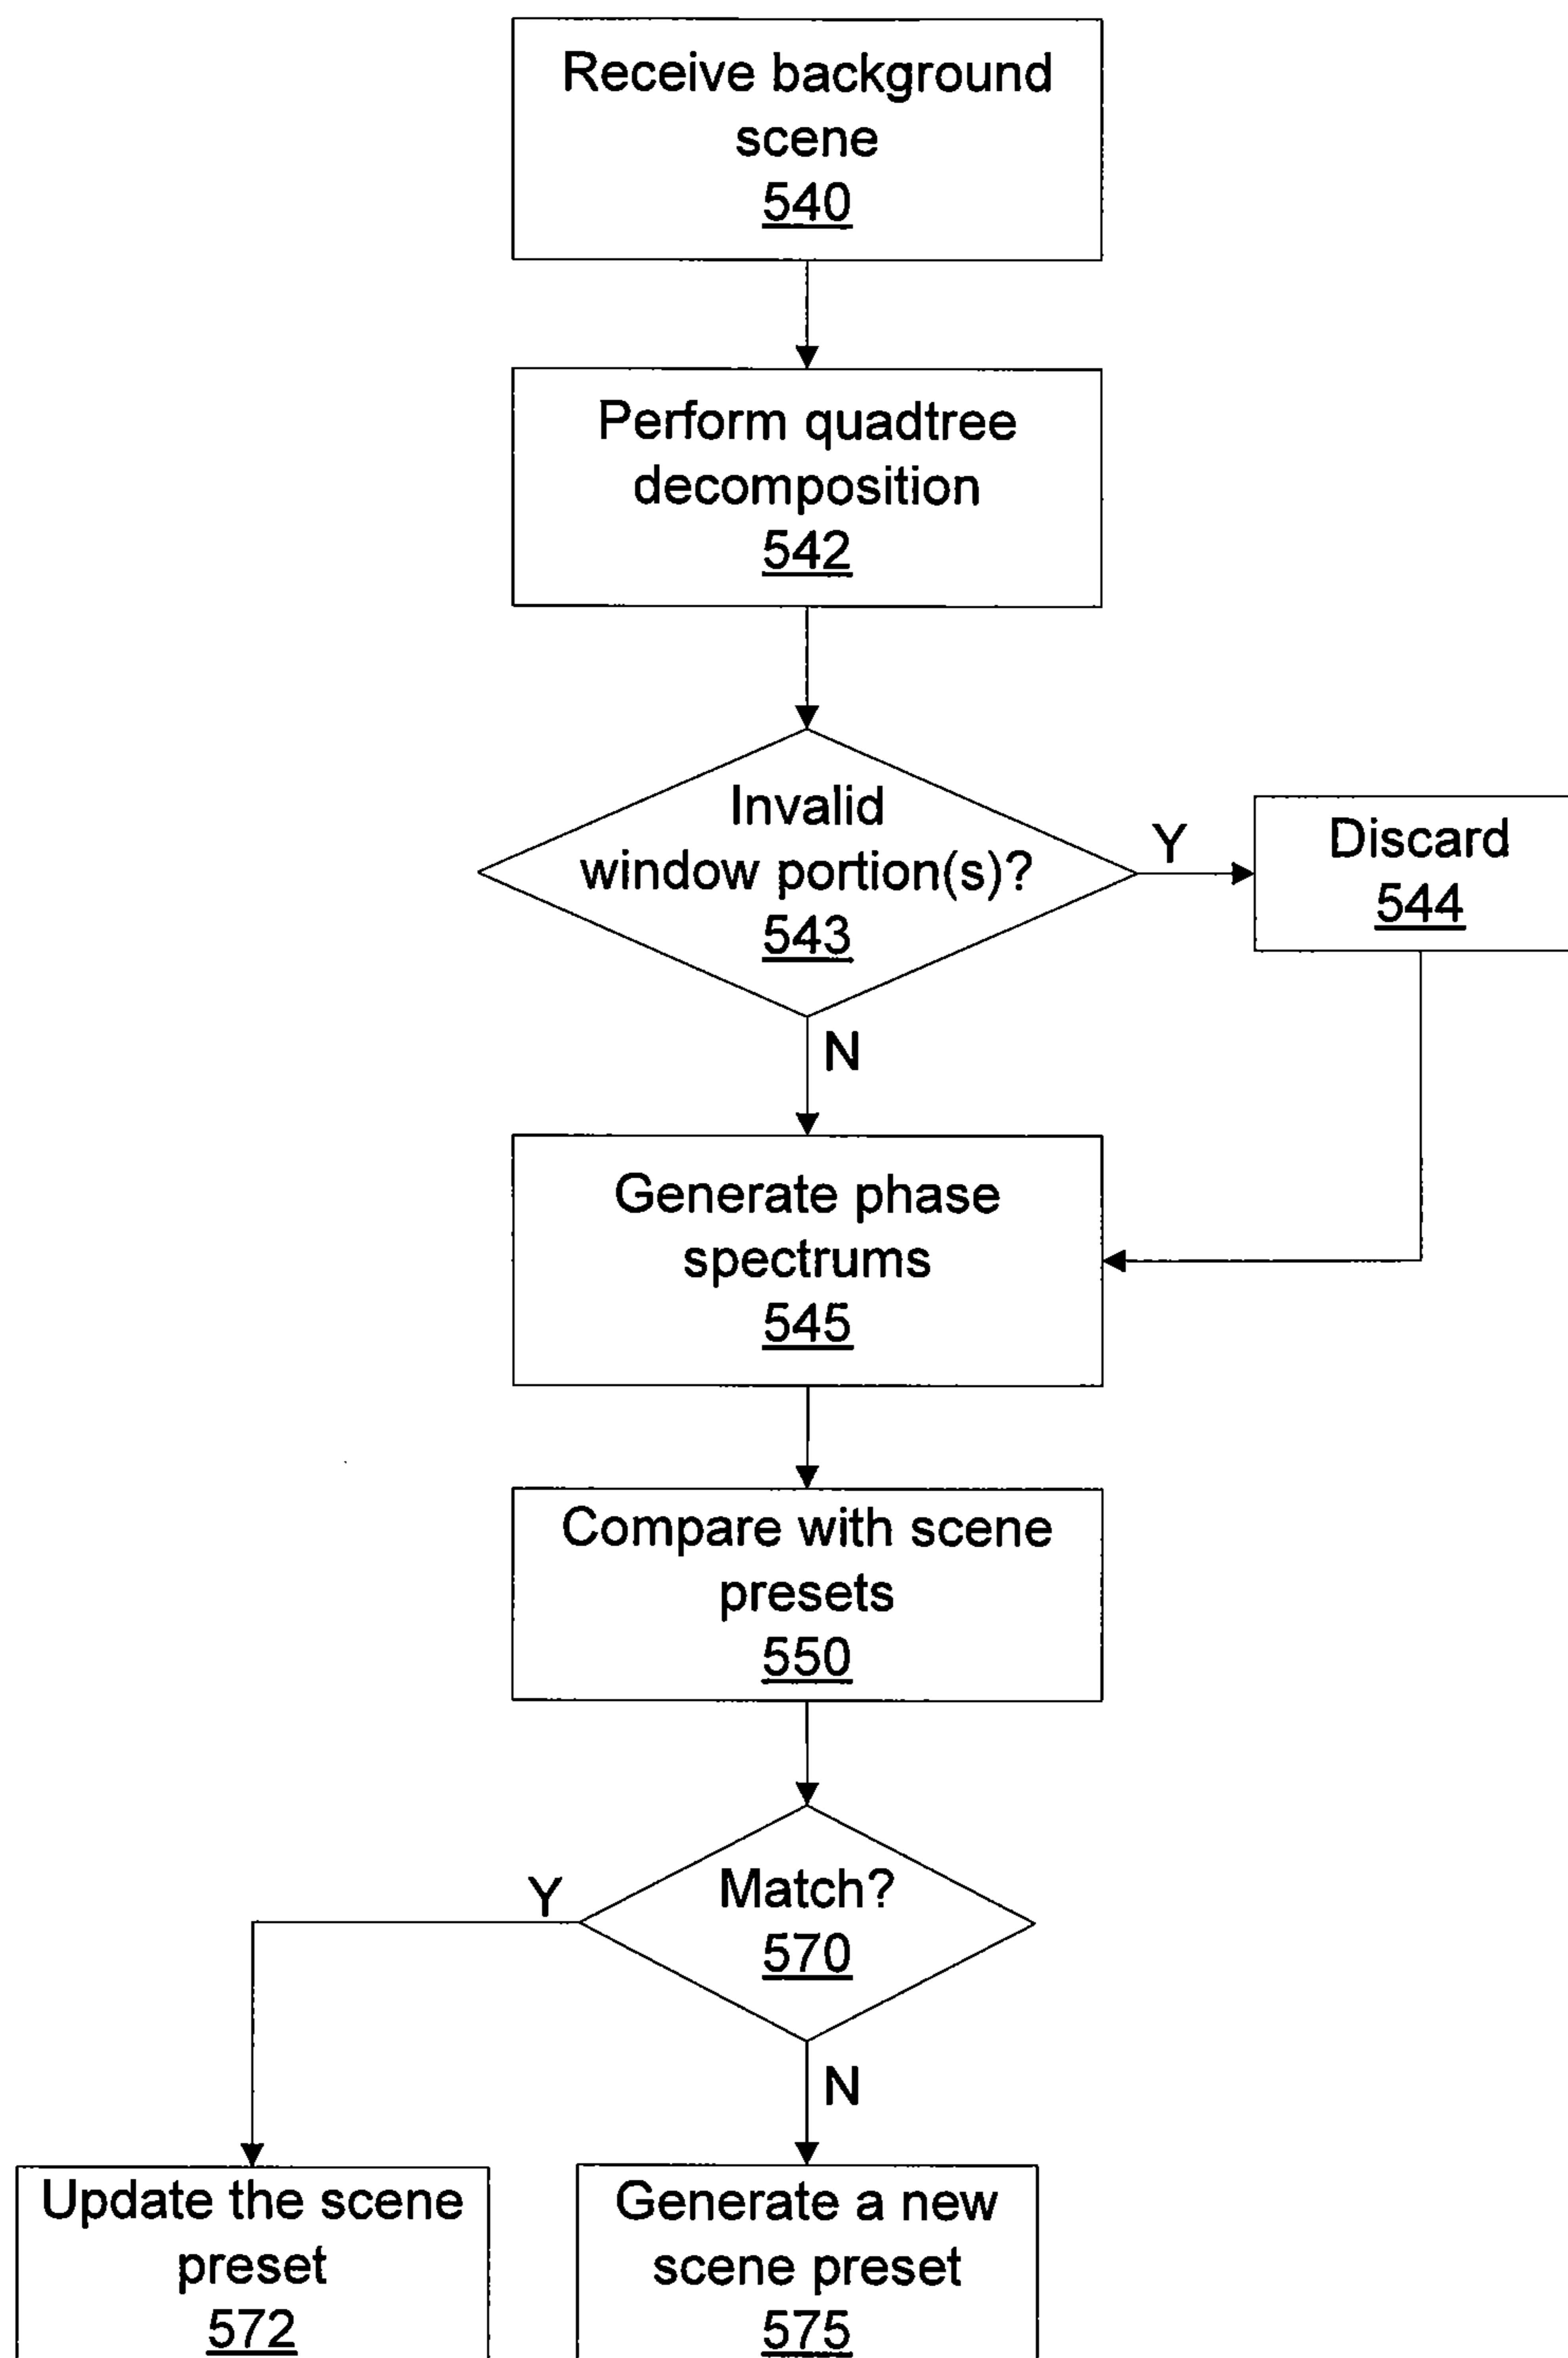 Receive background
scene
540
Perform quadtree
decomposition
542
Invalid
window portion(s)?
543
Y
Discard
544
N
Generate phase
spectrums
545
Compare with scene
presets
550
Match?
570
Y
N
Update the scene
preset
572
Generate a new
scene preset
575